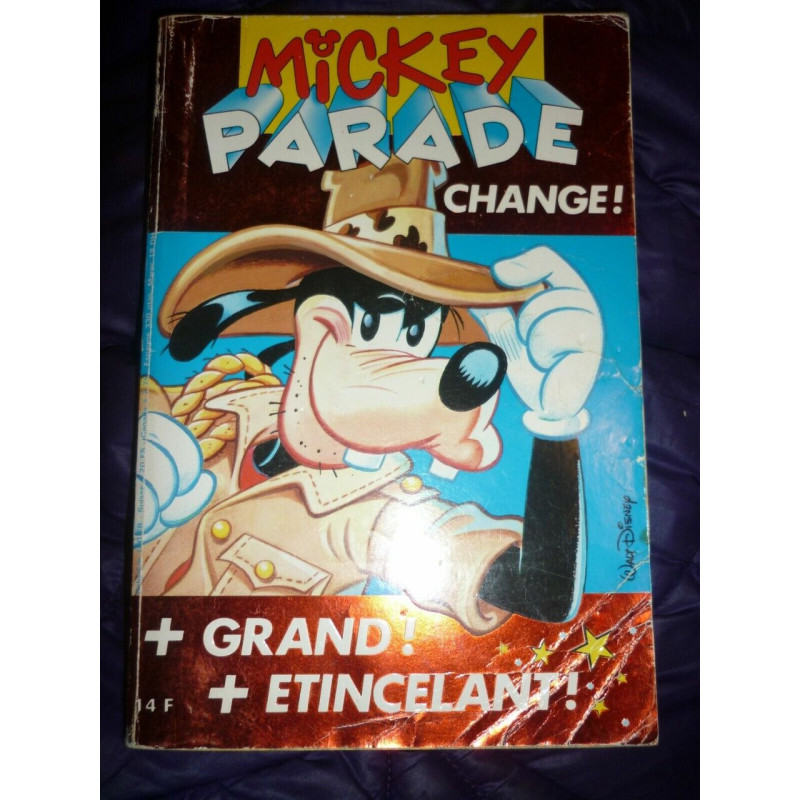 MiCKEY
PARADE
CHANGE!
WALT DISNEY
+ GRAND!
+ ETINCELANT!
14 F